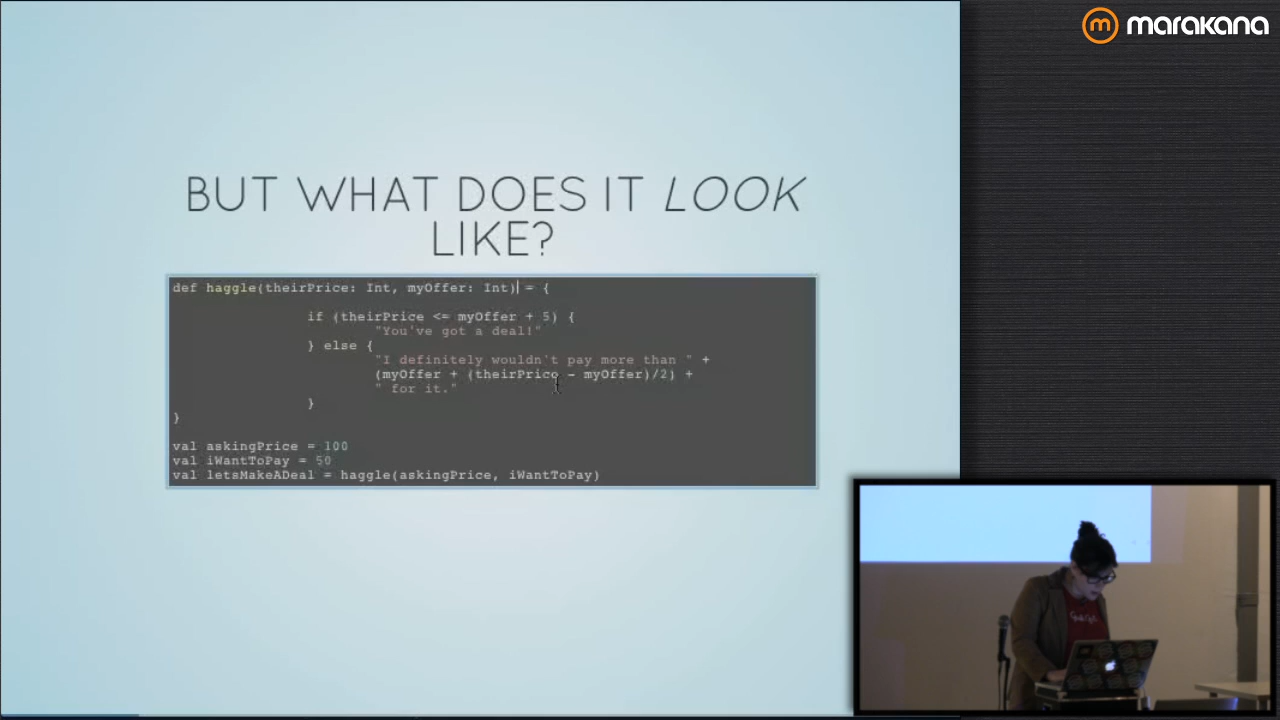 marakana
BUT WHAT DOES IT LOOK
LIKE?
def haggle(theirPrice: Int, myOffer: Int) = {
if (theirPrice <= myOffer + 5) {
"You've got a deal!"
} else {
"I definitely wouldn't pay more than " +
(myOffer + (theirPrice - myOffer)/2) +
" for it."
}
}
val askingPrice = 100
val iWantToPay = 50
val letsMakeADeal = haggle(askingPrice, iWantToPay)